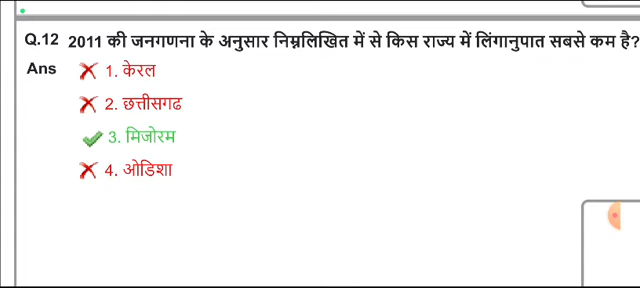 Q.12 2011 की जनगणना के अनुसार निम्नलिखित में से किस राज्य में लिंगानुपात सबसे कम है?
Ans 1. केरल
2. छत्तीसगढ
3. मिजोरम
4. ओडिशा